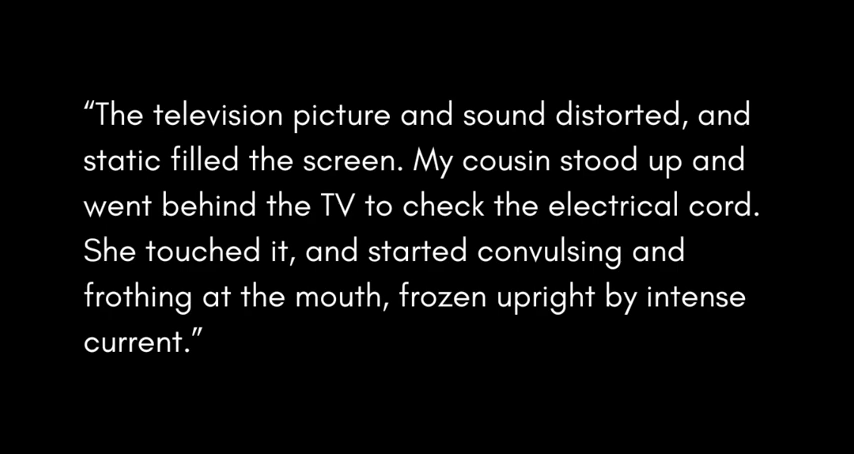 “The television picture and sound distorted, and
static filled the screen. My cousin stood up and
went behind the TV to check the electrical cord.
She touched it, and started convulsing and
frothing at the mouth, frozen upright by intense
current.”